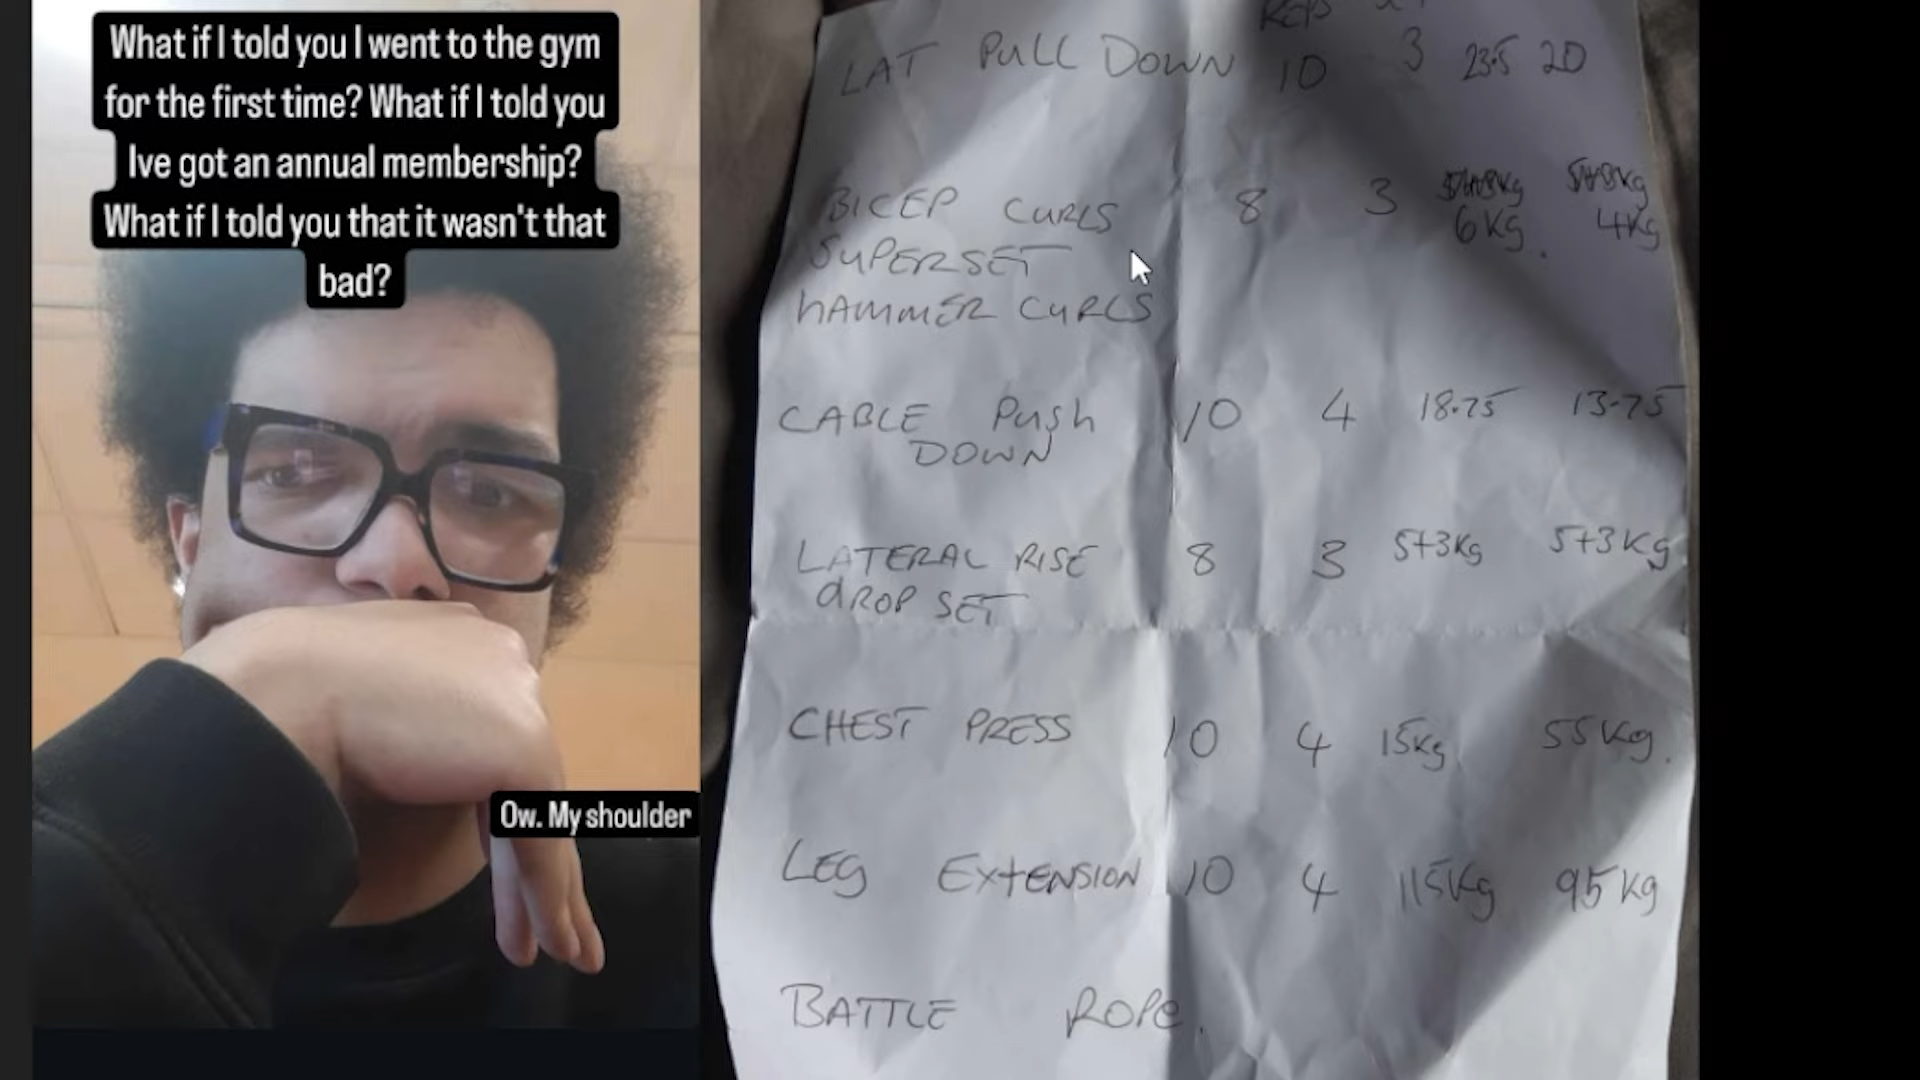 What if I told you I went to the gym
for the first time? What if I told you
Ive got an annual membership?
What if I told you that it wasn't that
bad?
Ow. My shoulder
REPS
LAT PULL DOWN 10 3 23.5 20
BICEP CURLS 8 3
6Kg. 4Kg
SUPERSET
HAMMER CURLS
CABLE Push 10 4 18.75 13.75
DOWN
LATERAL RISE 8 3 5+3Kg 5+3Kg
dROP SET
CHEST PRESS 10 4 15Kg 55Kg.
LEG EXtENSION 10 4 115Kg 95Kg
BATTLE ROPe.